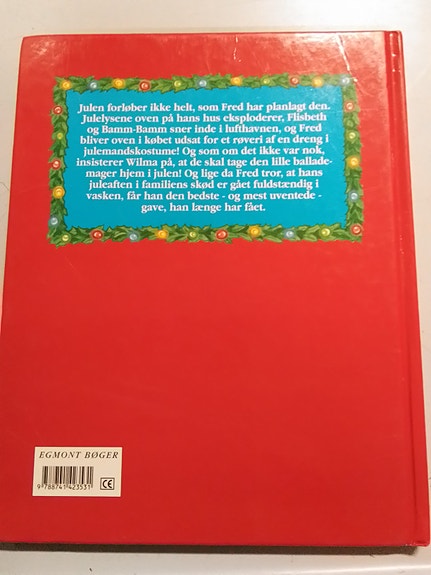 Julen forløber ikke helt, som Fred har planlagt den.
Julelysene oven på hans hus eksploderer, Flisbeth
og Bamm-Bamm sner inde i lufthavnen, og Fred
bliver oven i købet udsat for et røveri af en dreng i
julemandskostume! Og som om det ikke var nok,
insisterer Wilma på, at de skal tage den lille ballade-
mager hjem i julen! Og lige da Fred tror, at hans
juleaften i familiens skød er gået fuldstændig i
vasken, får han den bedste - og mest uventede -
gave, han længe har fået.
EGMONT BØGER
9 788741 423531
CE